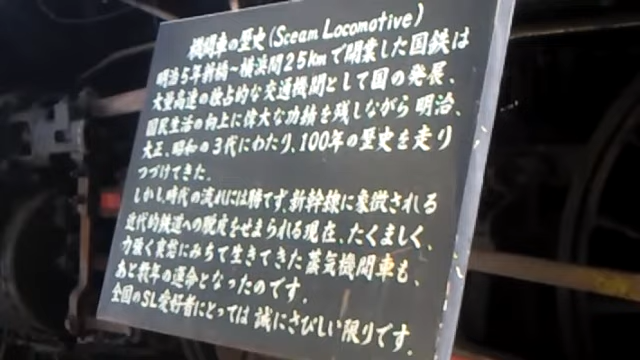 機関車の歴史(Sceam Locomotive)
明治5年新橋~横浜間25kmで開業した国鉄は
大量高速の独占的な交通機関として国の発展、
国民生活の向上に偉大な功績を残しながら明治、
大正、昭和の3代にわたり、100年の歴史を走り
つづけてきた。
しかし、時代の流れには勝てず、新幹線に象徴される
近代的鉄道への脱皮をせまられる現在、たくましく、
力強く哀愁にみちて生きてきた蒸気機関車も、
あと数年の運命となったのです。
全国のSL愛好者にとっては 誠にさびしい限りです。